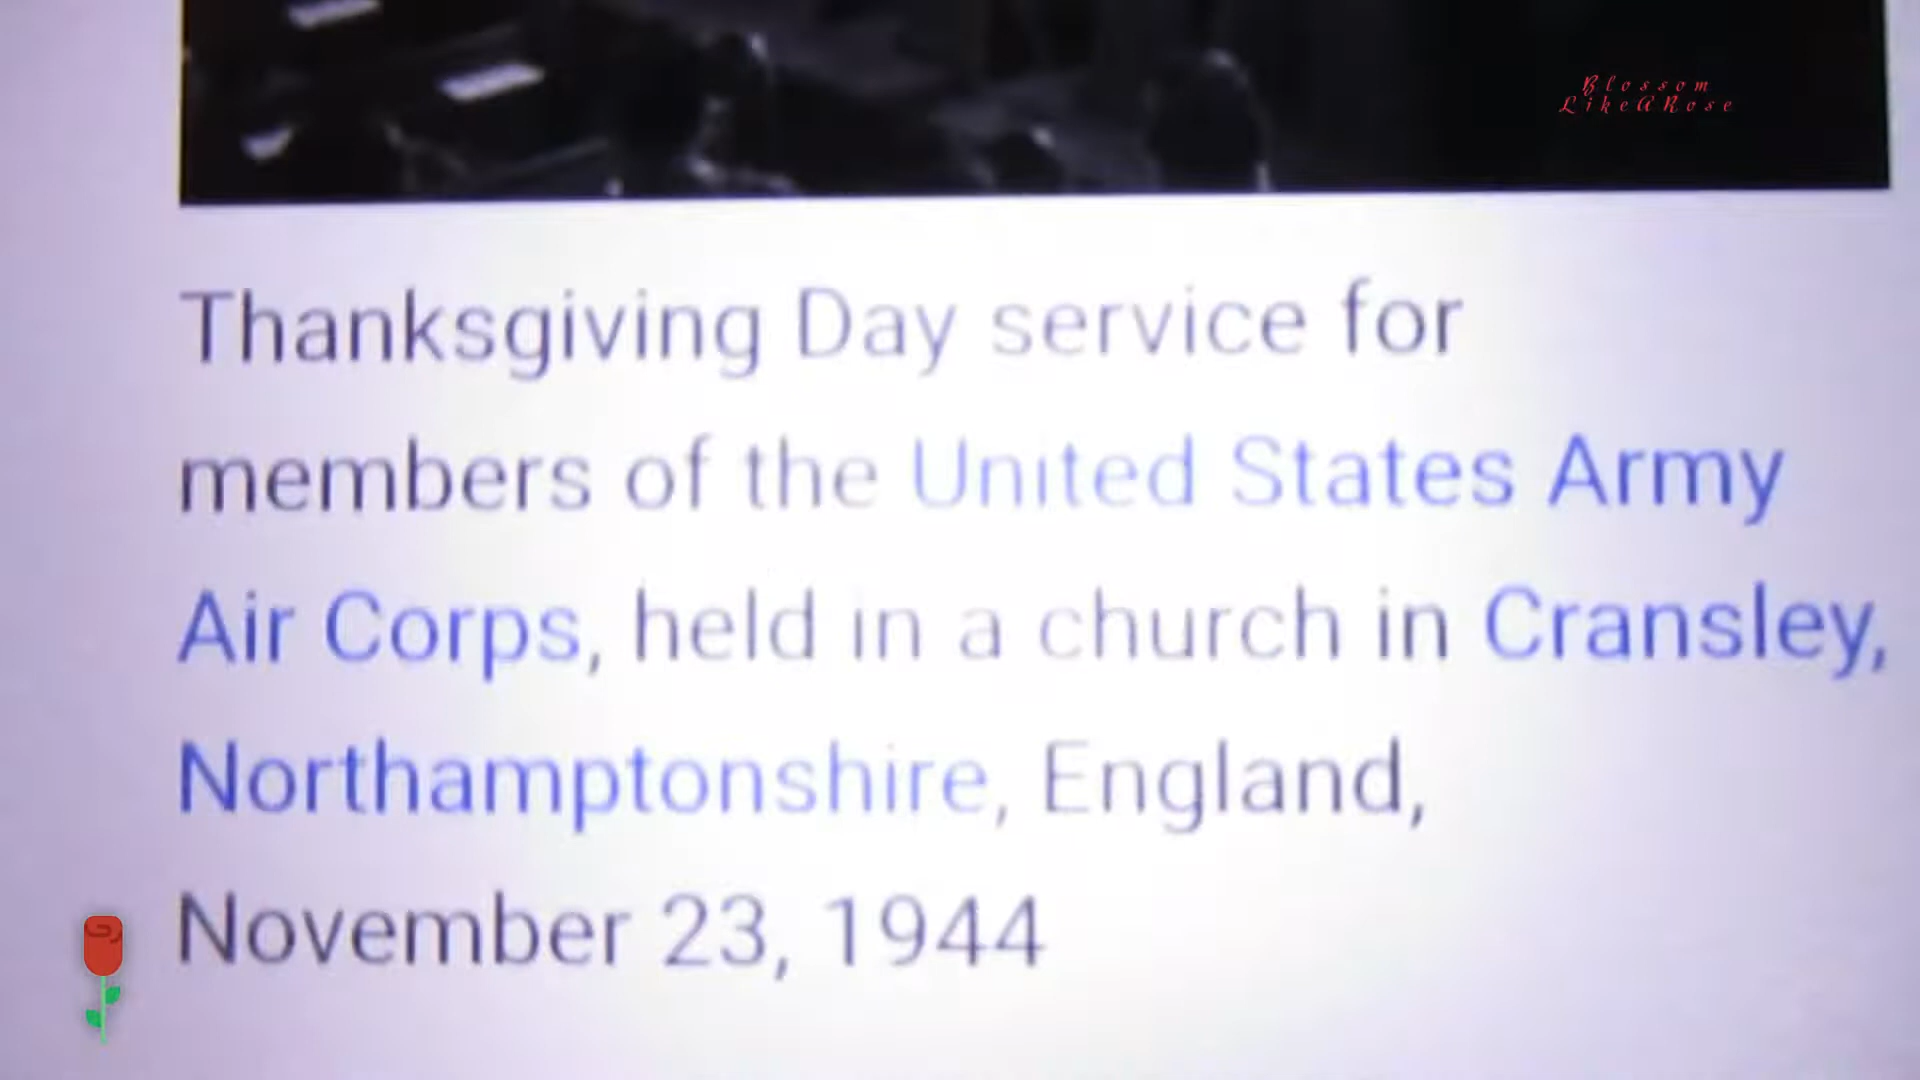 Blossom
LikeARose
Thanksgiving Day service for
members of the United States Army
Air Corps, held in a church in Cransley,
Northamptonshire, England,
November 23, 1944